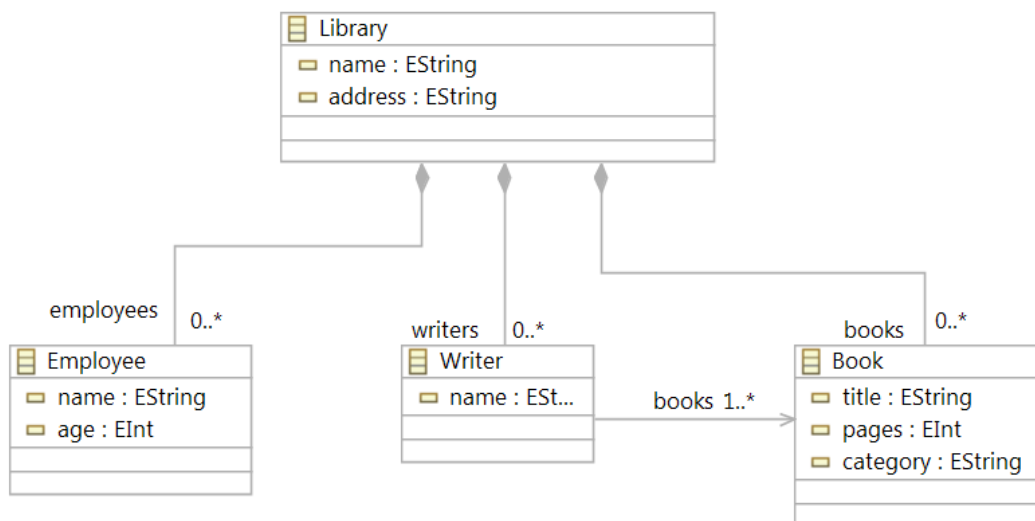 Library
name : EString
address : EString
employees
0..*
writers
0..*
books
0..*
Employee
name : EString
age : EInt
Writer
name : ESt...
books 1..*
Book
title : EString
pages : EInt
category : EString